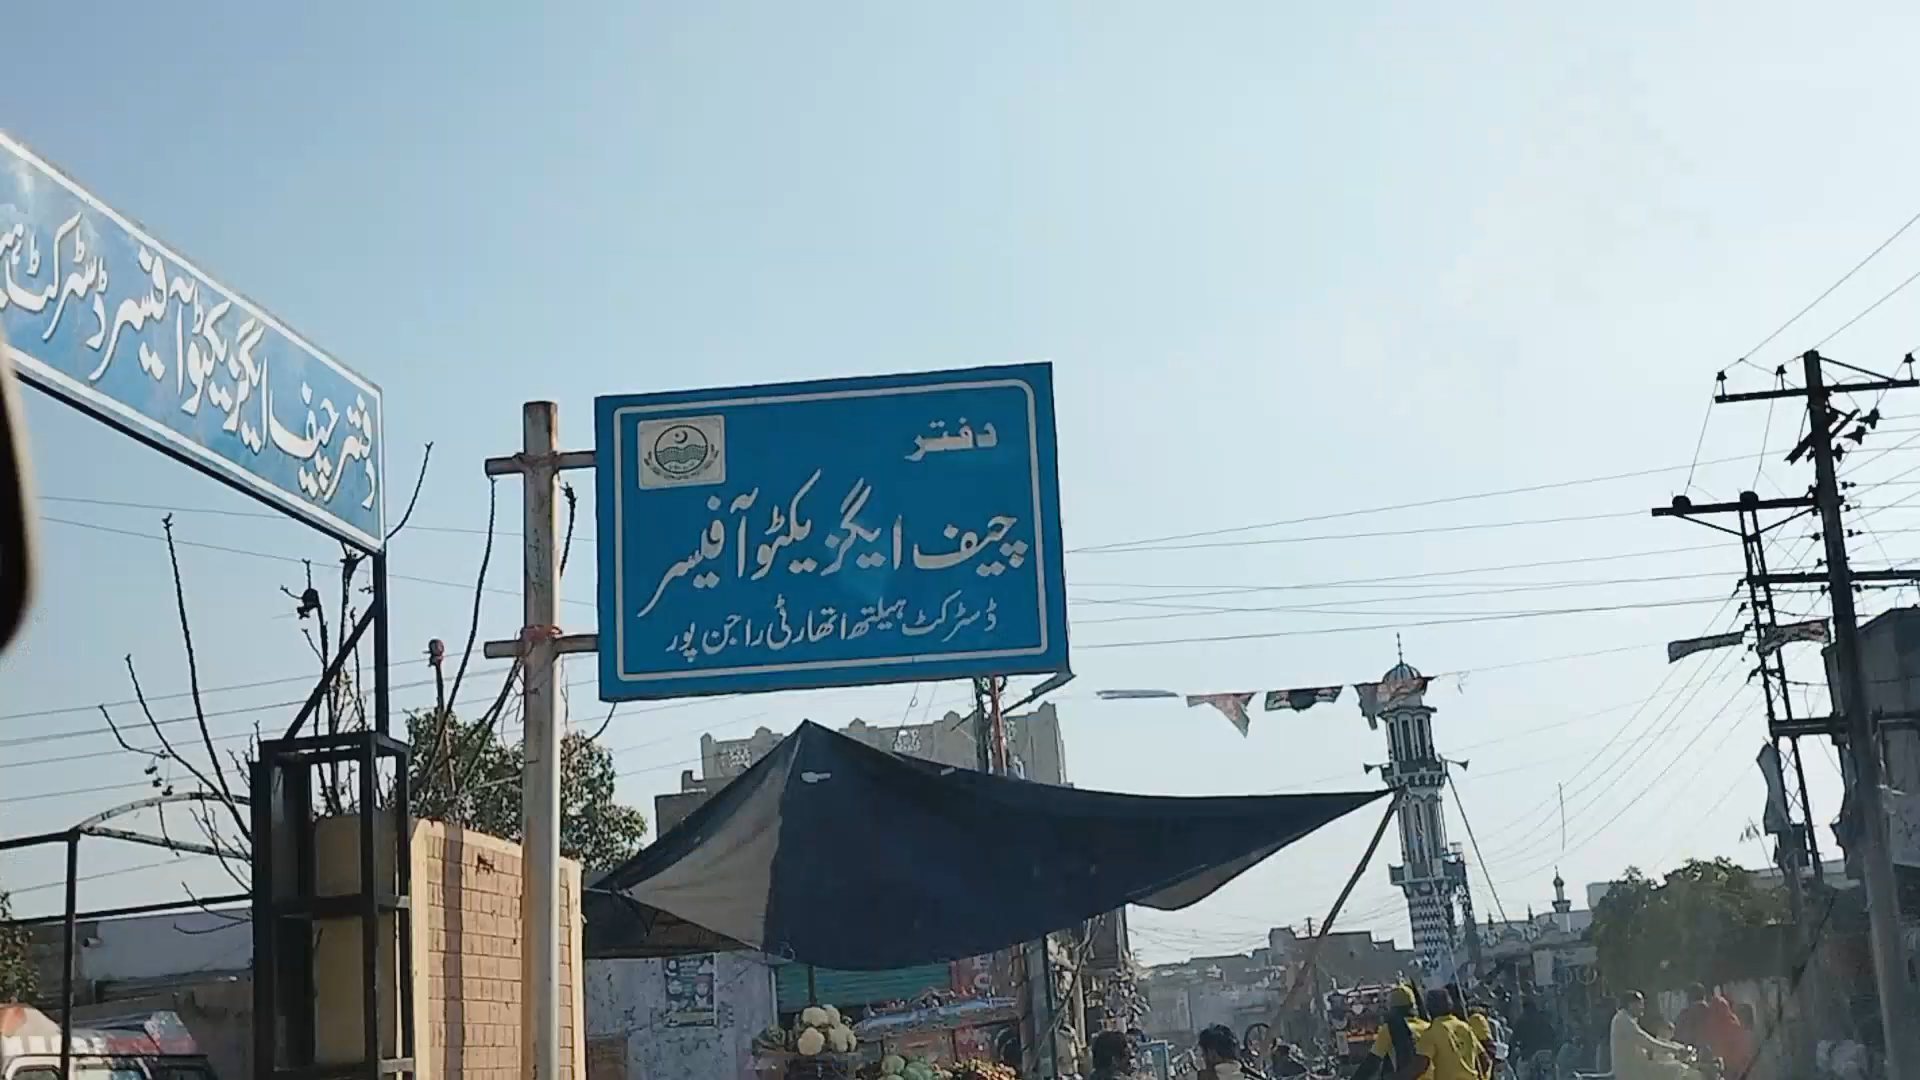 دفتر چیف ایگزیکٹو آفیسر ڈسٹرکٹ
دفتر
چیف ایگزیکٹو آفیسر
ڈسٹرکٹ ہیلتھ اتھارٹی راجن پور